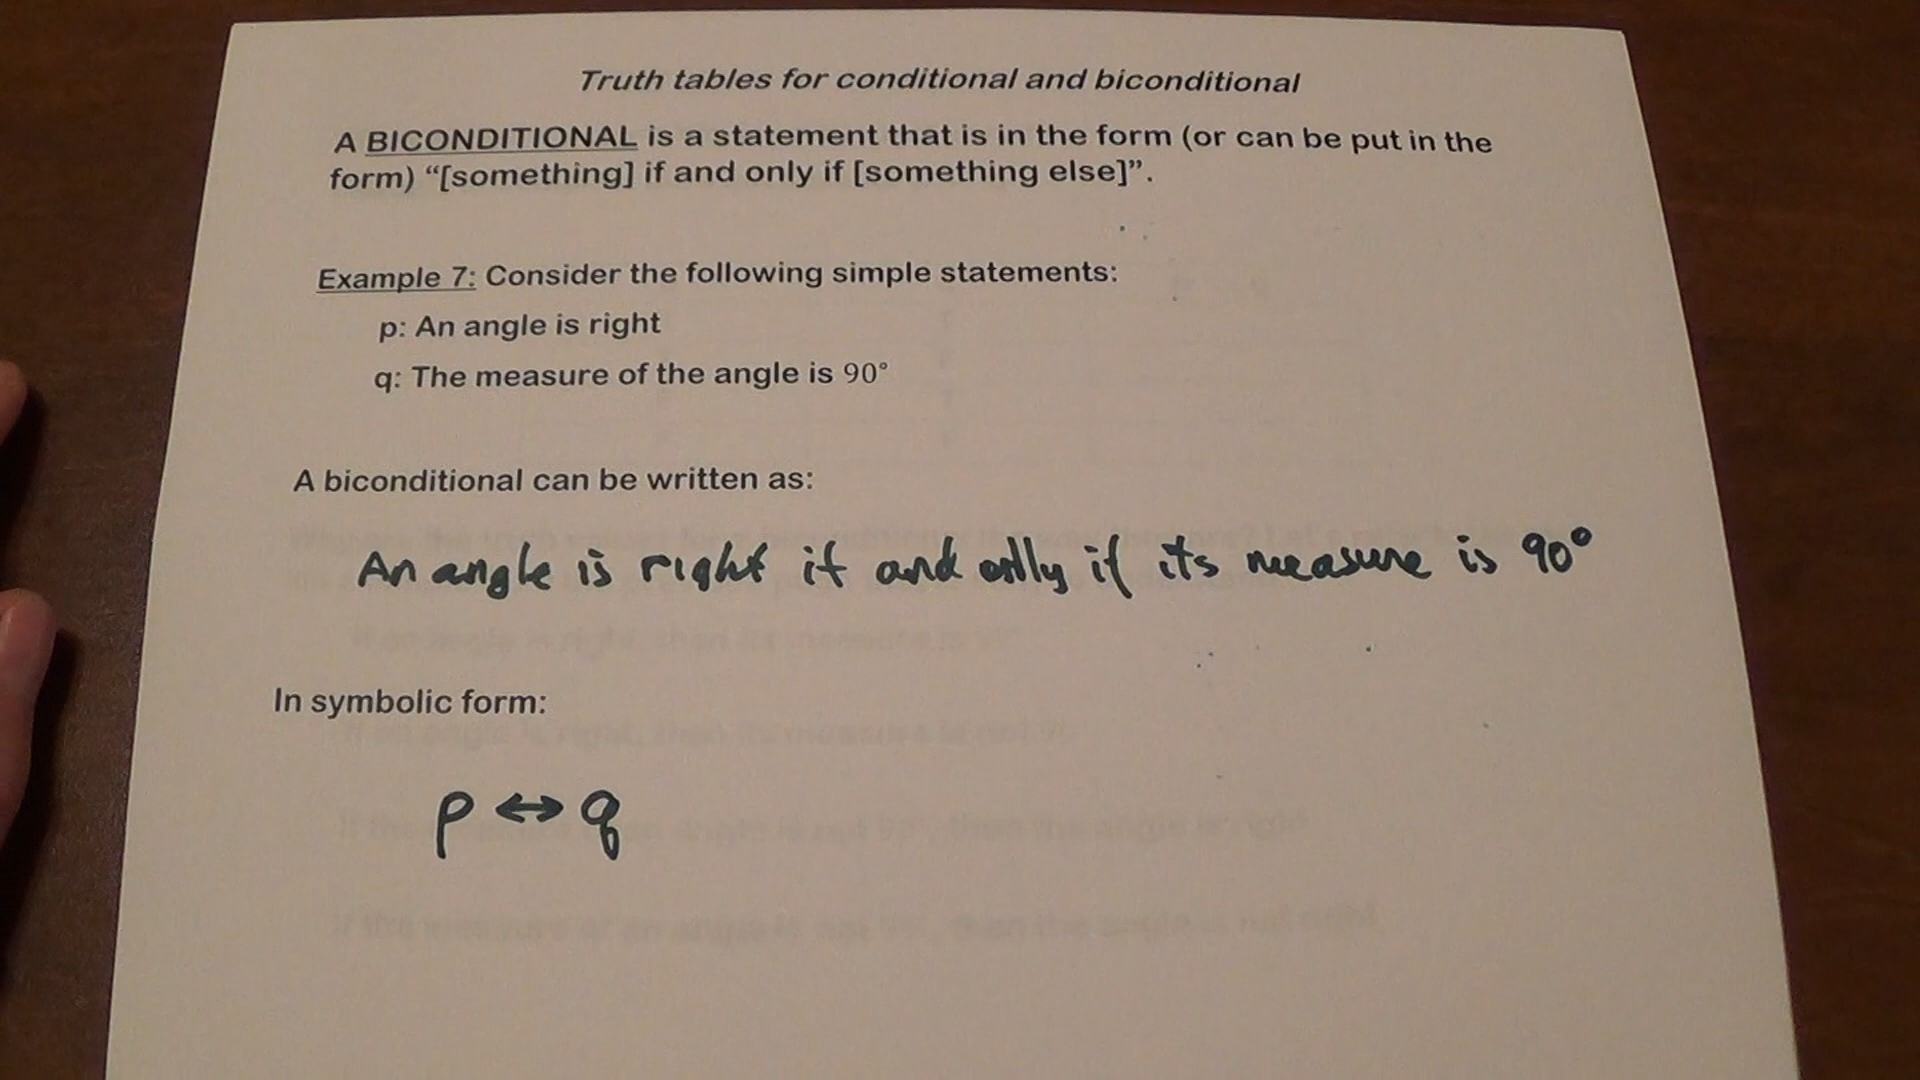 Truth tables for conditional and biconditional
A BICONDITIONAL is a statement that is in the form (or can be put in the
form) “[something] if and only if [something else]”.
Example 7: Consider the following simple statements:
p: An angle is right
q: The measure of the angle is 90°
A biconditional can be written as:
An angle is right if and only if its measure is 90°
In symbolic form:
p ↔ q